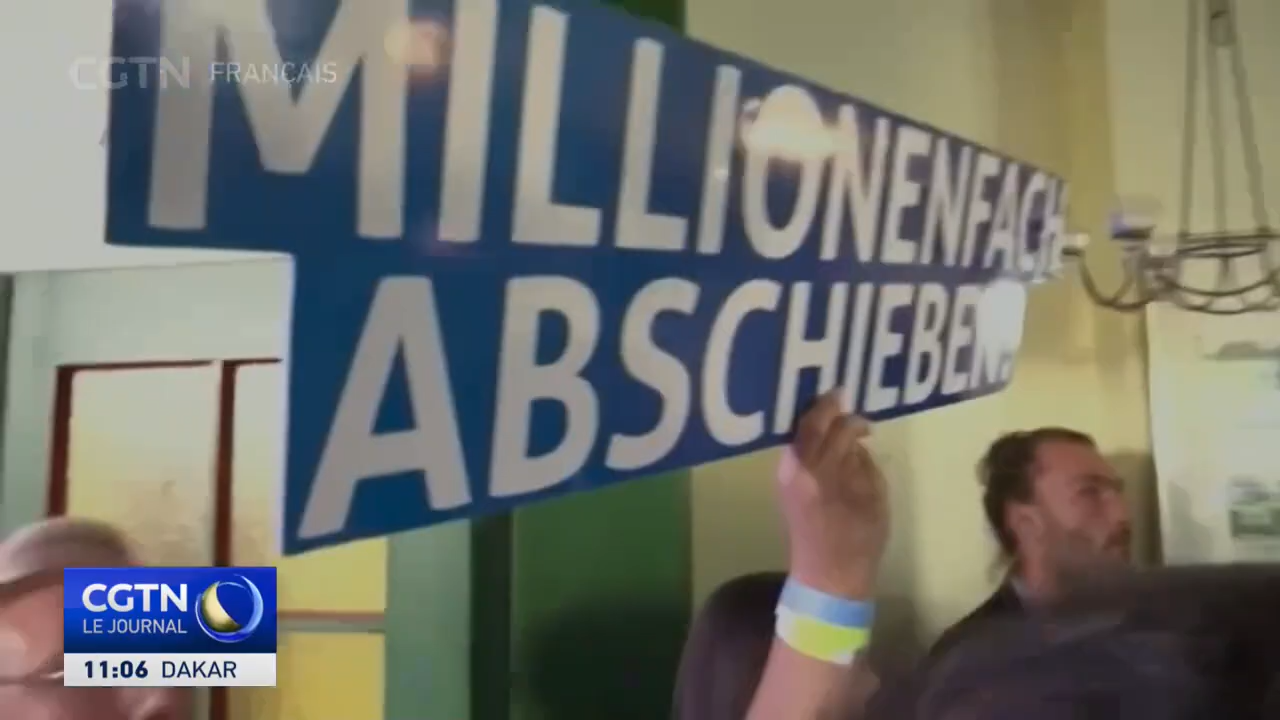 CGTN FRANÇAIS
MILLIONENFACH
ABSCHIEBEN!
CGTN
LE JOURNAL
11:06 DAKAR